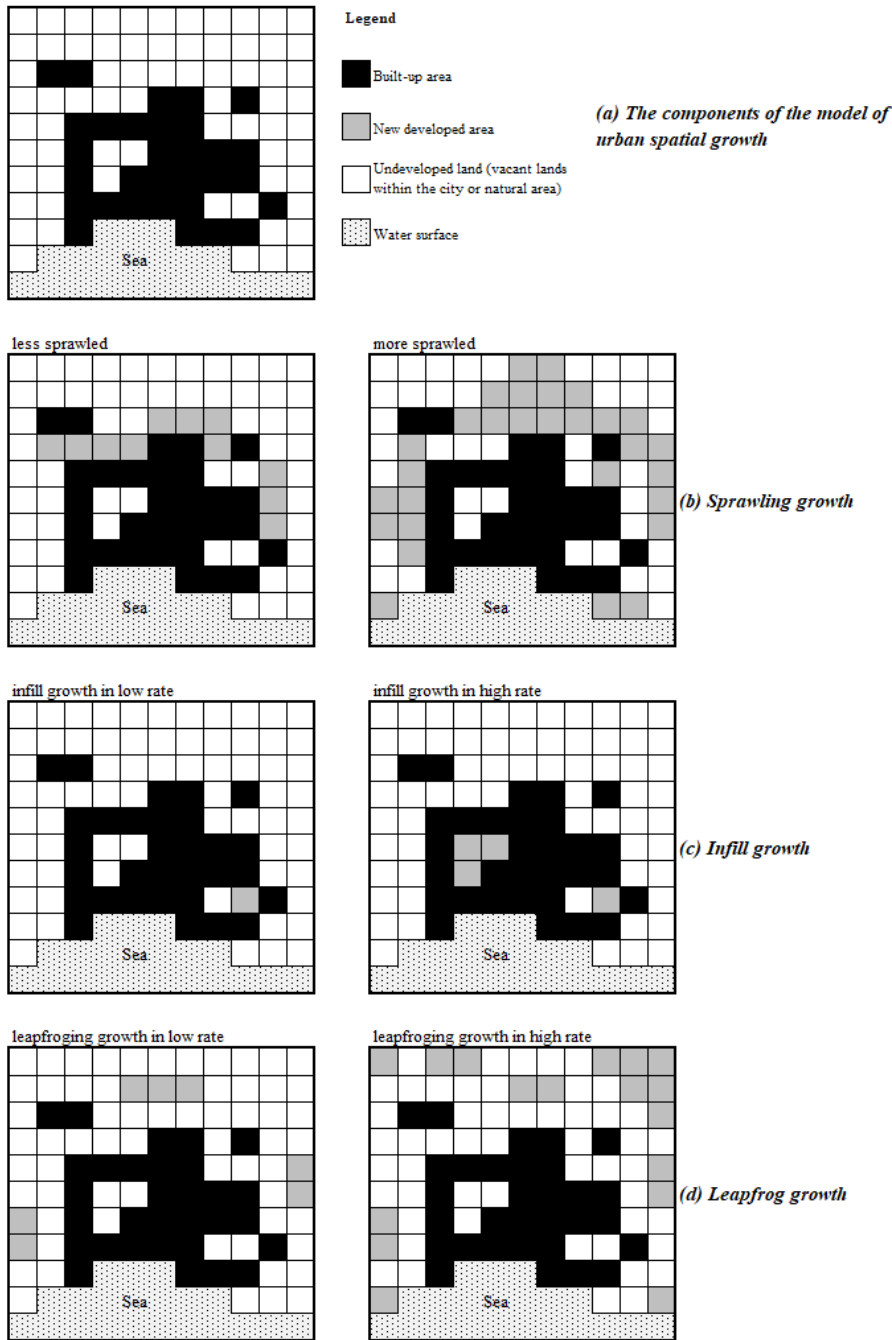 Legend
Built-up area
(a) The components of the model of
urban spatial growth
New developed area
Undeveloped land (vacant lands
within the city or natural area)
Water surface
Sea
less sprawled
more sprawled
(b) Sprawling growth
Sea
Sea
infill growth in low rate
infill growth in high rate
(c) Infill growth
Sea
Sea
leapfroging growth in low rate
leapfroging growth in high rate
(d) Leapfrog growth
Sea
Sea